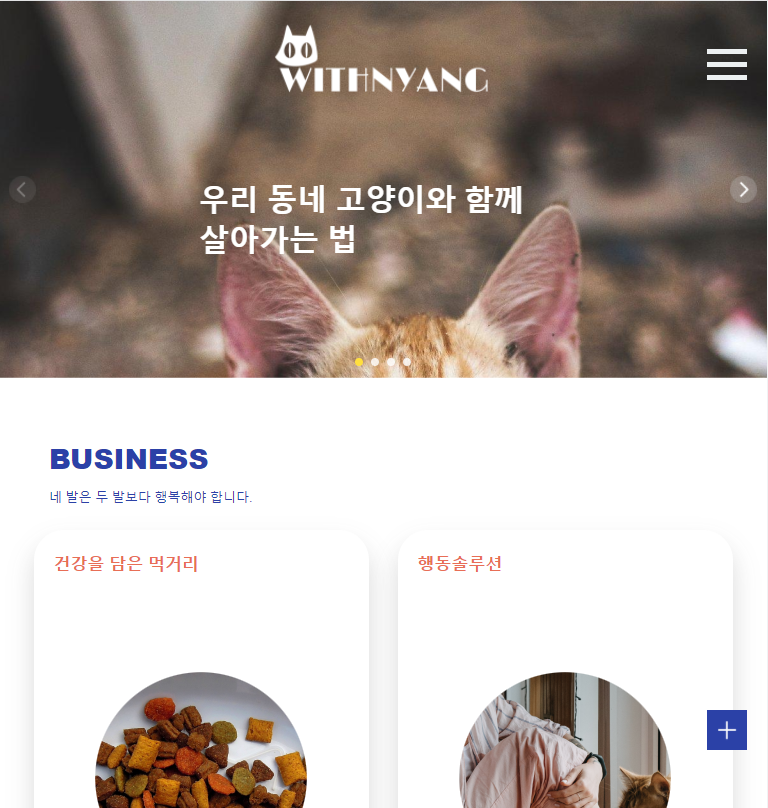 WITHNYANG
우리 동네 고양이와 함께
살아가는 법
BUSINESS
네 발은 두 발보다 행복해야 합니다.
건강을 담은 먹거리
행동솔루션